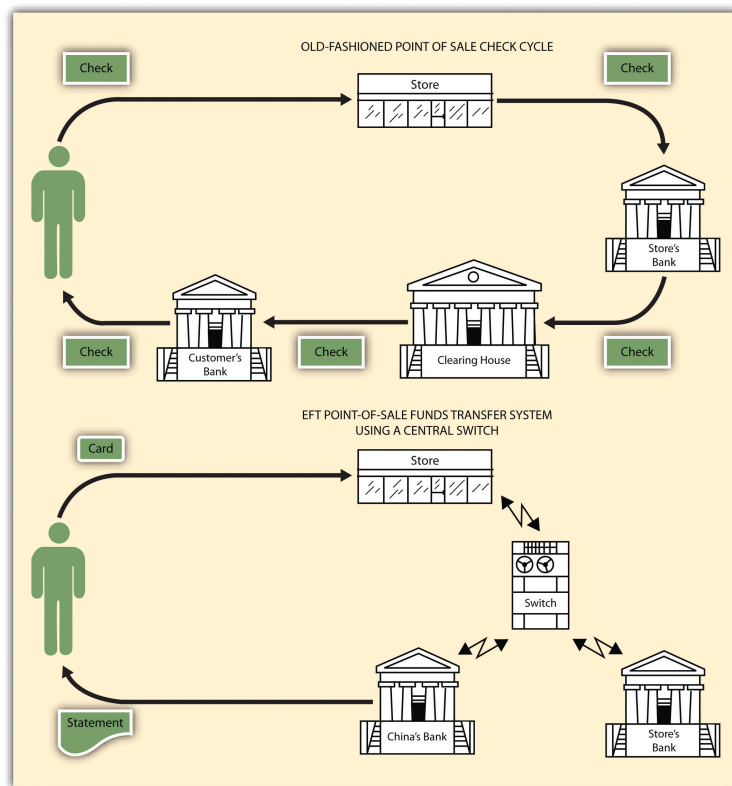 OLD-FASHIONED POINT OF SALE CHECK CYCLE
Check
Store
Check
Store's
Bank
Check
Customer's
Bank
Check
Clearing House
Check
EFT POINT-OF-SALE FUNDS TRANSFER SYSTEM
USING A CENTRAL SWITCH
Card
Store
Switch
Statement
China's Bank
Store's
Bank